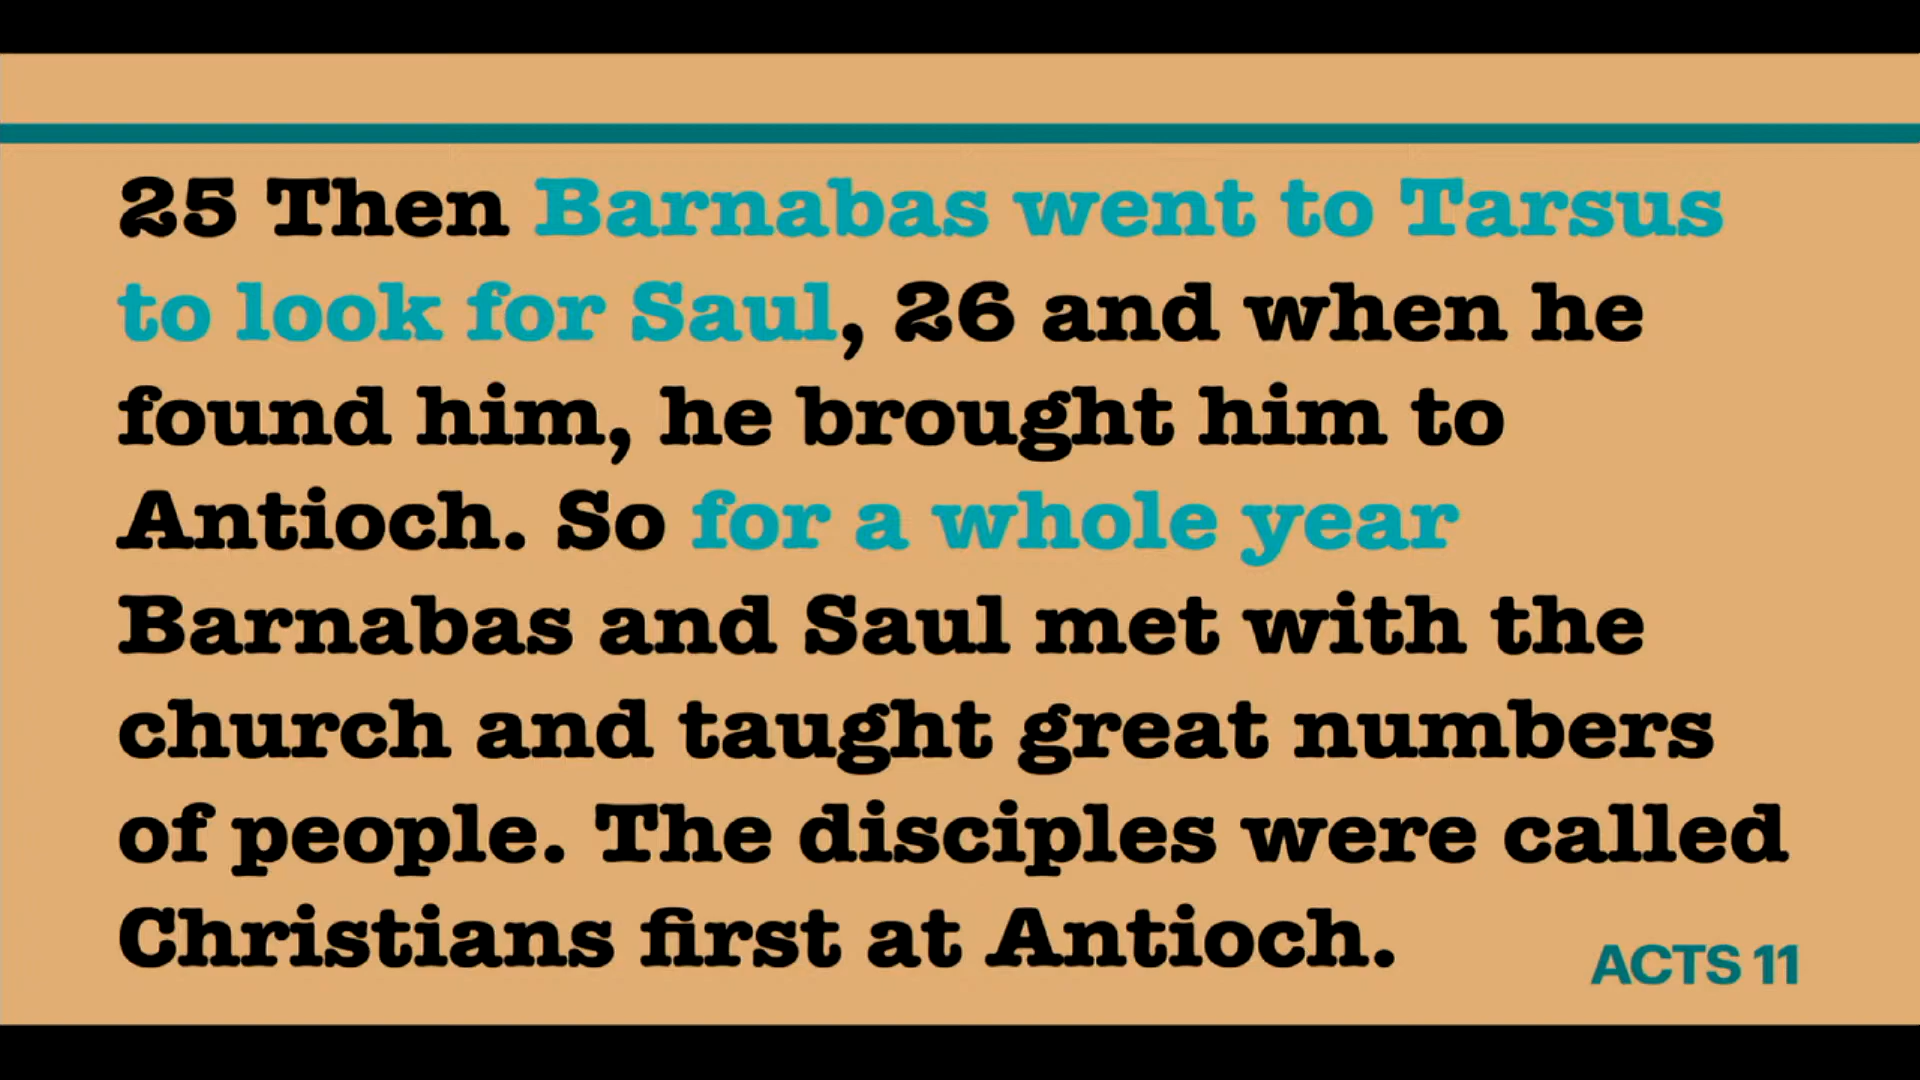 25 Then Barnabas went to Tarsus
to look for Saul, 26 and when he
found him, he brought him to
Antioch. So for a whole year
Barnabas and Saul met with the
church and taught great numbers
of people. The disciples were called
Christians first at Antioch.
ACTS 11